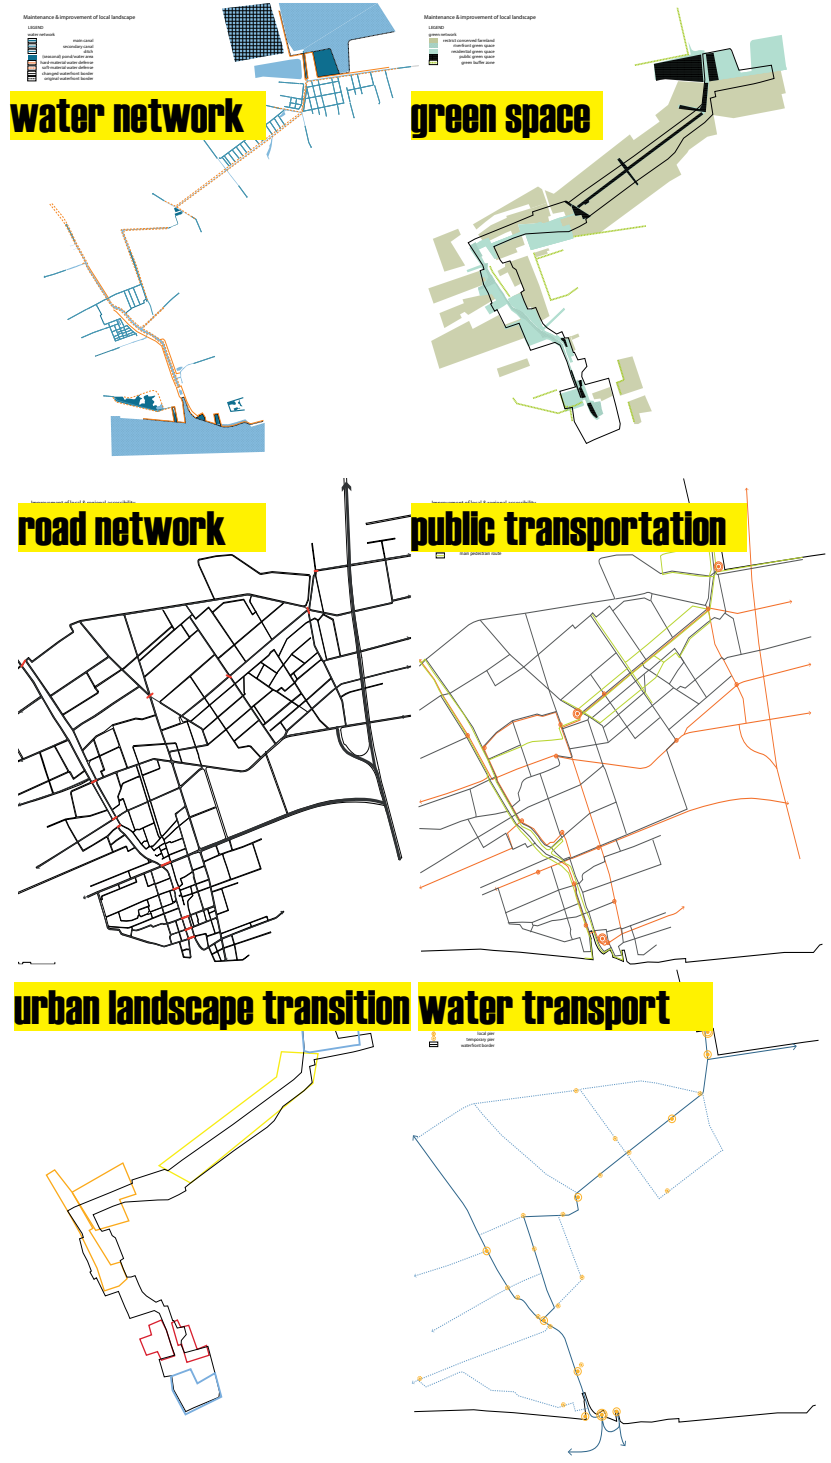 Maintenance & improvement of local landscape
LEGEND
water network
main canal
secondary canal
ditch
(seasonal) pond/water area
hard material water defense
soft material water defense
changed waterfront border
original waterfront border
water network
Maintenance & improvement of local landscape
LEGEND
green network
restrict conserved farmland
riverfront green space
residential green space
public green space
green buffer zone
green space
road network
public transportation
main pedestrian route
urban landscape transition
water transport
local pier
temporary pier
waterfront border